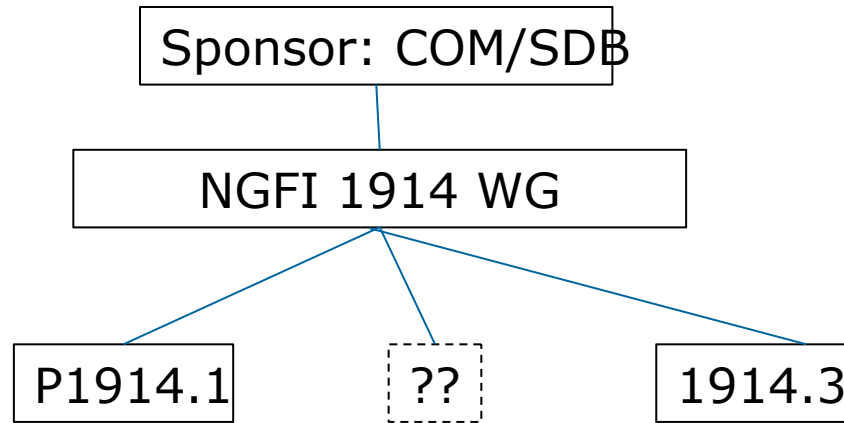 Sponsor: COM/SDB
NGFI 1914 WG
P1914.1
??
1914.3